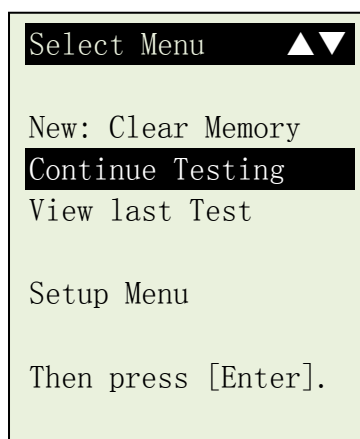 Select Menu ▲▼
New: Clear Memory
Continue Testing
View last Test
Setup Menu
Then press [Enter].